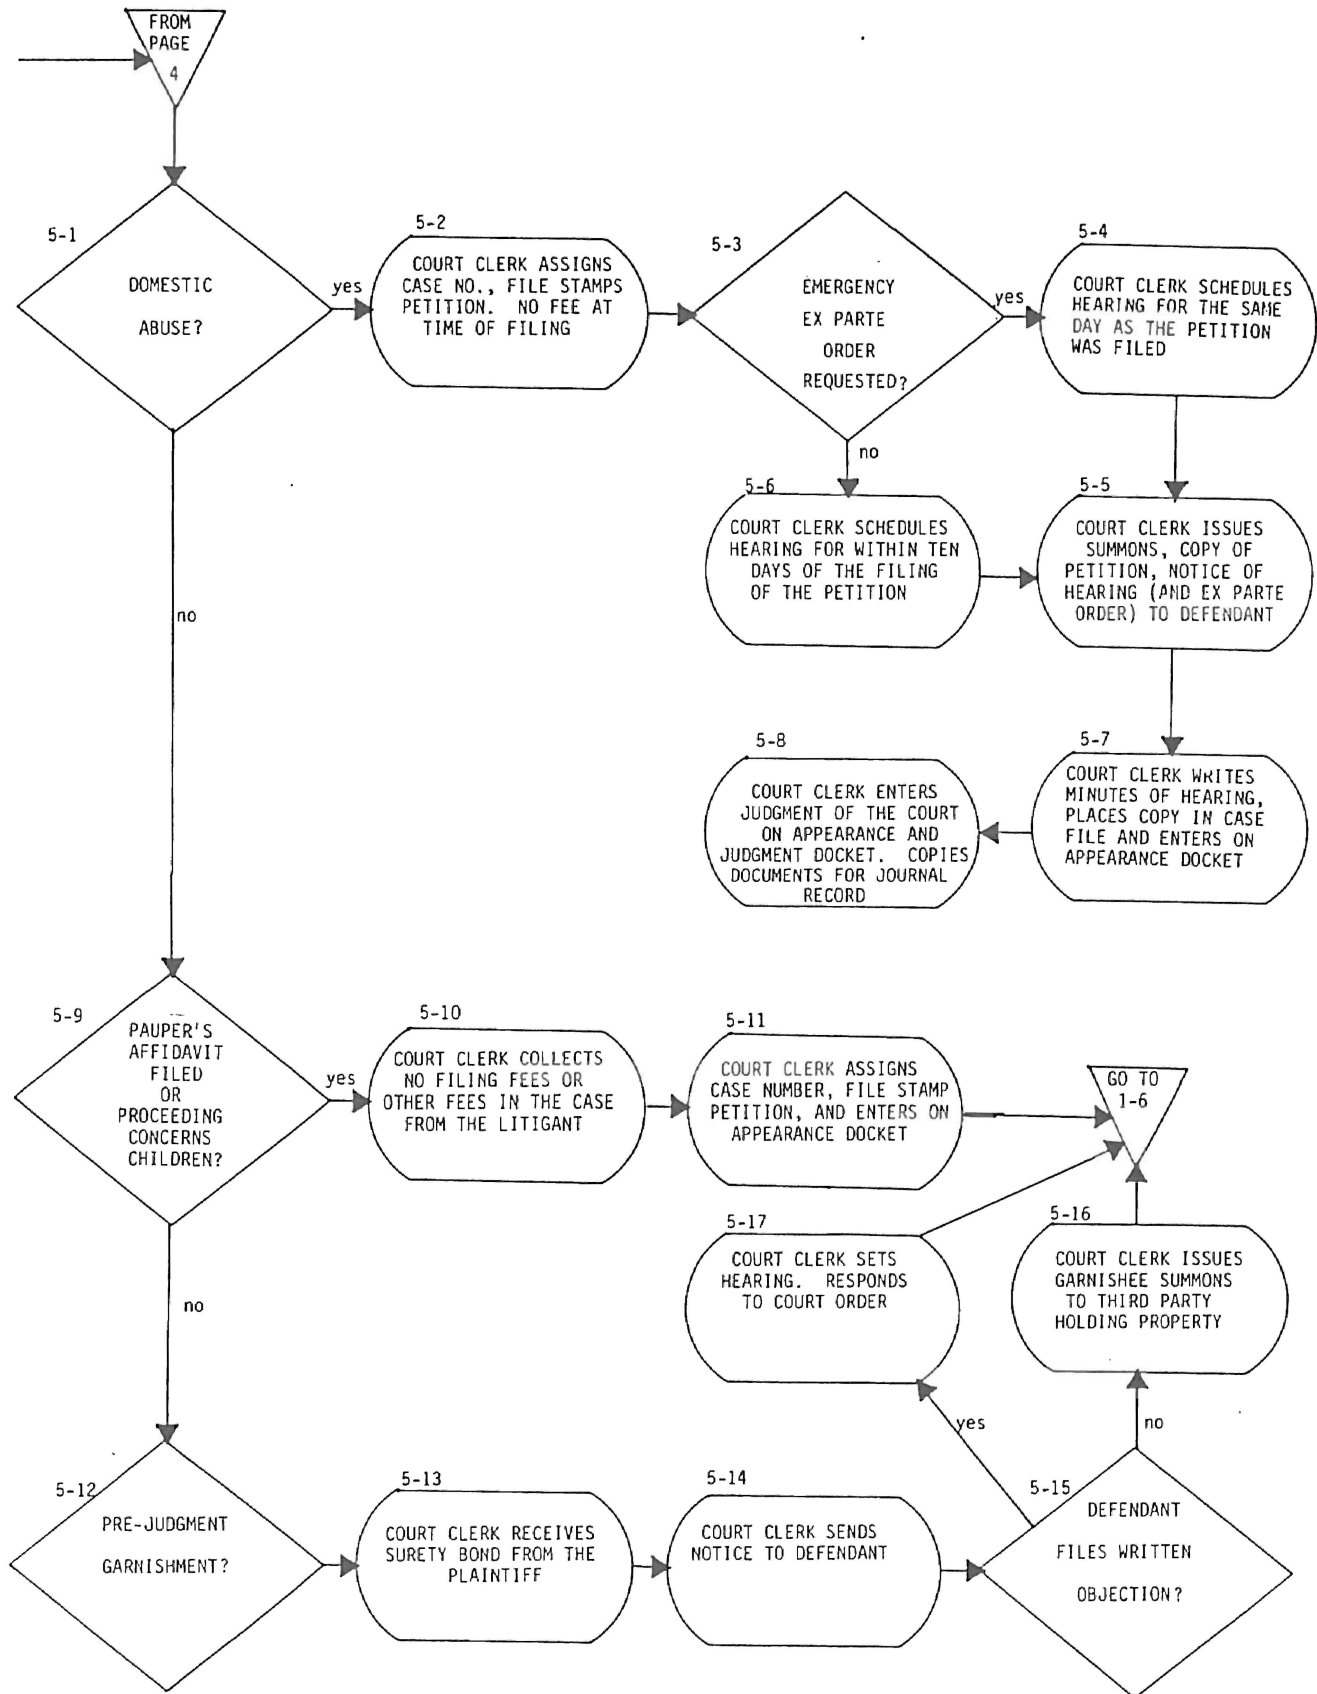 FROM
PAGE
4
5-1
DOMESTIC
ABUSE?
yes
5-2
COURT CLERK ASSIGNS
CASE NO., FILE STAMPS
PETITION. NO FEE AT
TIME OF FILING
5-3
EMERGENCY
EX PARTE
ORDER
REQUESTED?
yes
5-4
COURT CLERK SCHEDULES
HEARING FOR THE SAME
DAY AS THE PETITION
WAS FILED
no
5-6
COURT CLERK SCHEDULES
HEARING FOR WITHIN TEN
DAYS OF THE FILING
OF THE PETITION
5-5
COURT CLERK ISSUES
SUMMONS, COPY OF
PETITION, NOTICE OF
HEARING (AND EX PARTE
ORDER) TO DEFENDANT
no
5-8
COURT CLERK ENTERS
JUDGMENT OF THE COURT
ON APPEARANCE AND
JUDGMENT DOCKET. COPIES
DOCUMENTS FOR JOURNAL
RECORD
5-7
COURT CLERK WRITES
MINUTES OF HEARING,
PLACES COPY IN CASE
FILE AND ENTERS ON
APPEARANCE DOCKET
5-9
PAUPER'S
AFFIDAVIT
FILED
OR
PROCEEDING
CONCERNS
CHILDREN?
yes
5-10
COURT CLERK COLLECTS
NO FILING FEES OR
OTHER FEES IN THE CASE
FROM THE LITIGANT
5-11
COURT CLERK ASSIGNS
CASE NUMBER, FILE STAMP
PETITION, AND ENTERS ON
APPEARANCE DOCKET
GO TO
1-6
no
5-17
COURT CLERK SETS
HEARING. RESPONDS
TO COURT ORDER
5-16
COURT CLERK ISSUES
GARNISHEE SUMMONS
TO THIRD PARTY
HOLDING PROPERTY
yes
no
5-12
PRE-JUDGMENT
GARNISHMENT?
5-13
COURT CLERK RECEIVES
SURETY BOND FROM THE
PLAINTIFF
5-14
COURT CLERK SENDS
NOTICE TO DEFENDANT
5-15
DEFENDANT
FILES WRITTEN
OBJECTION?